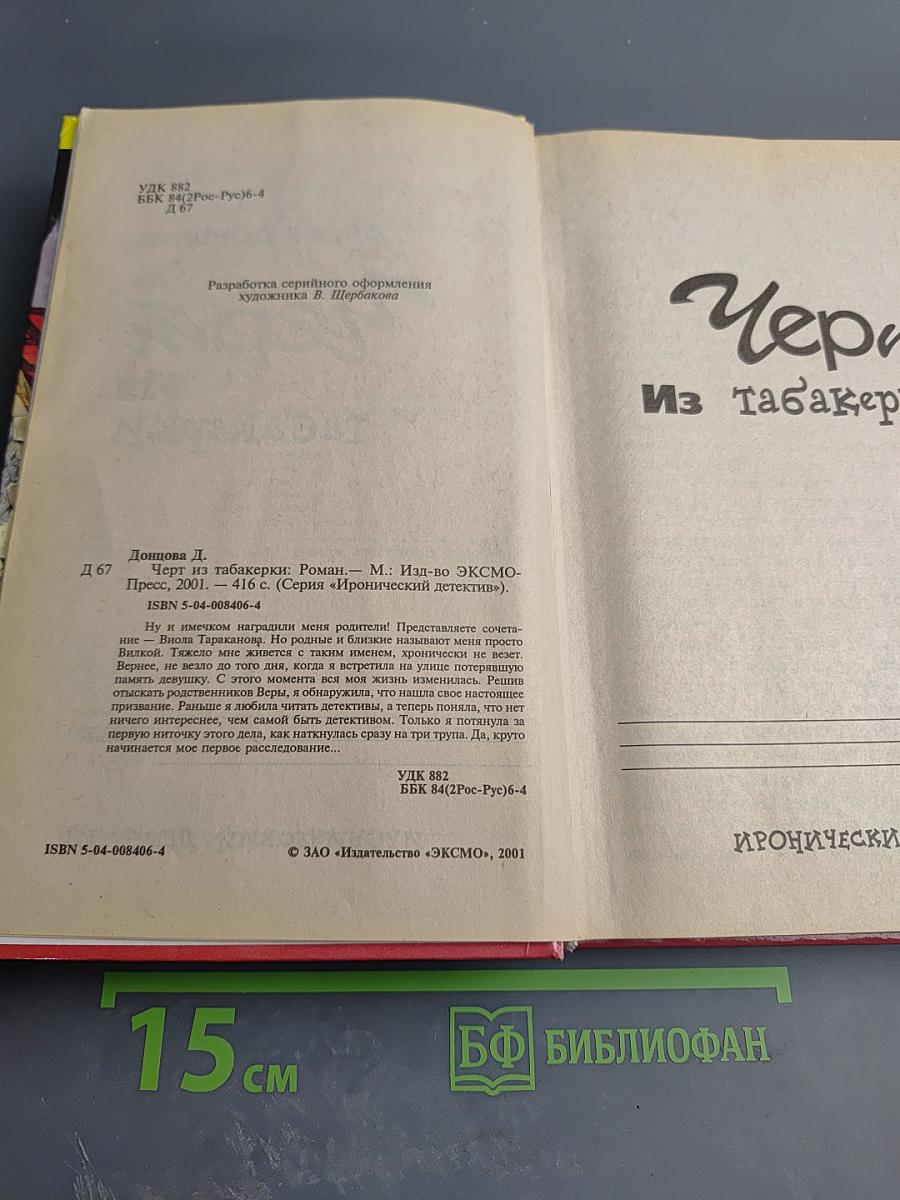 УДК 882
ББК 84(2Рос-Рус)6-4
Д 67
Разработка серийного оформления
художника В. Щербакова
Донцова Д.
Д 67 Черт из табакерки: Роман.— М.: Изд-во ЭКСМО-
Пресс, 2001. — 416 с. (Серия «Иронический детектив»).
ISBN 5-04-008406-4
Ну и имечком наградили меня родители! Представляете сочета-
ние — Виола Тараканова. Но родные и близкие называют меня просто
Вилкой. Тяжело мне живется с таким именем, хронически не везет.
Вернее, не везло до того дня, когда я встретила на улице потерявшую
память девушку. С этого момента вся моя жизнь изменилась. Решив
отыскать родственников Веры, я обнаружила, что нашла свое настоящее
призвание. Раньше я любила читать детективы, а теперь поняла, что нет
ничего интереснее, чем самой быть детективом. Только я потянула за
первую ниточку этого дела, как наткнулась сразу на три трупа. Да, круто
начинается мое первое расследование...
УДК 882
ББК 84(2Рос-Рус)6-4
ISBN 5-04-008406-4 © ЗАО «Издательство «ЭКСМО», 2001
Чер
Из табакер
ИРОНИЧЕСКИ
15 см БФ БИБЛИОФАН